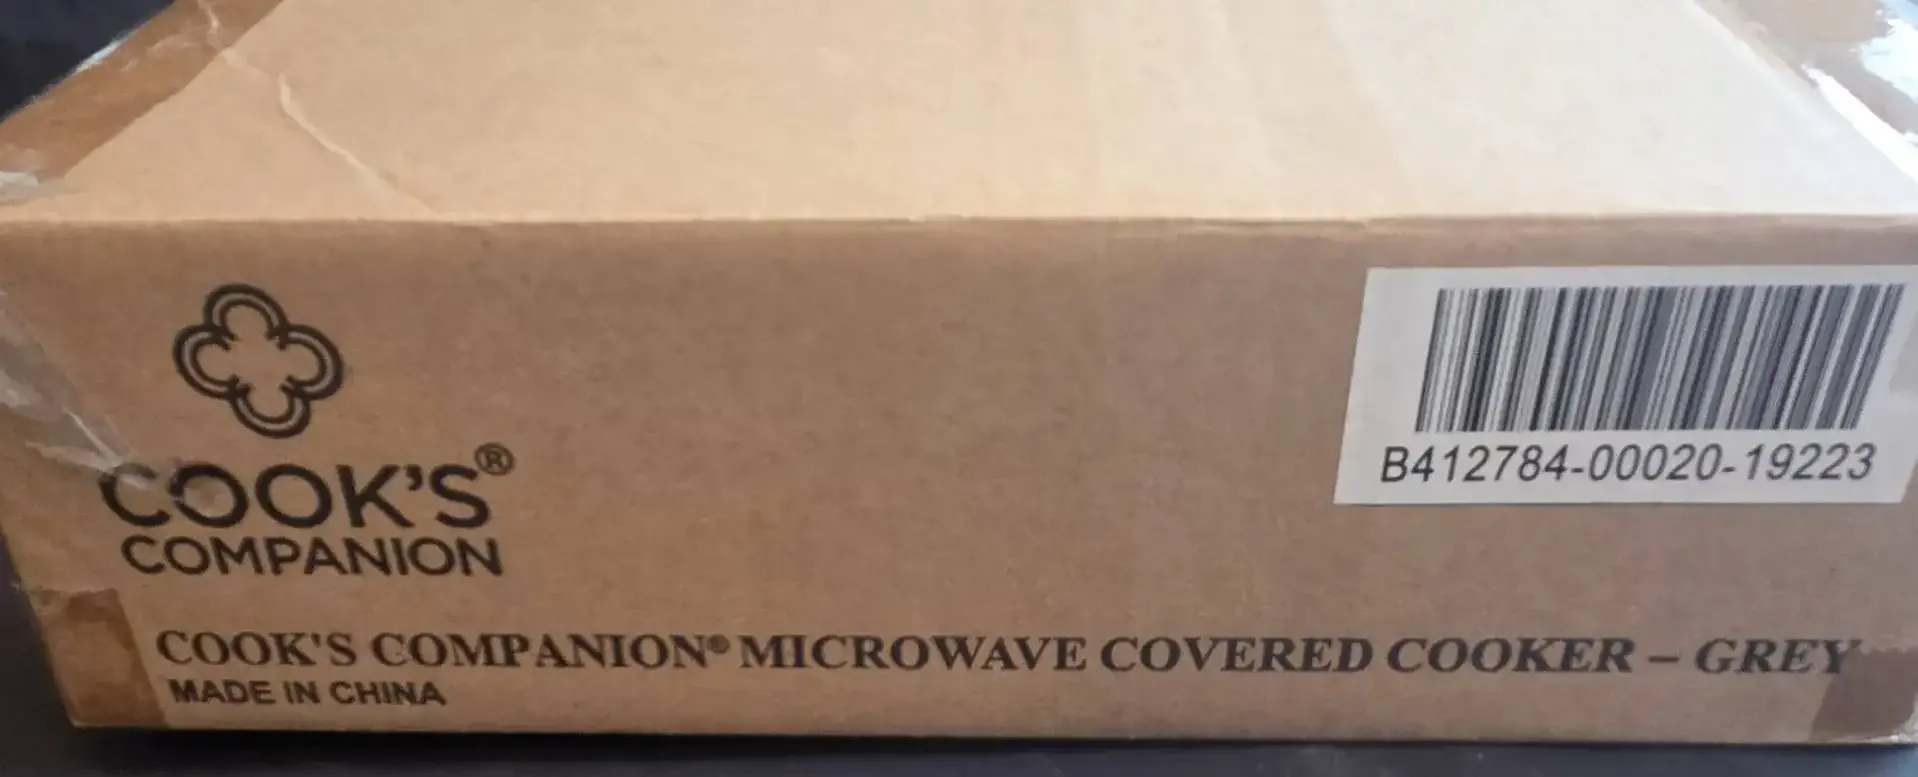 COOK'S®
COMPANION
B412784-00020-19223
COOK'S COMPANION® MICROWAVE COVERED COOKER – GREY
MADE IN CHINA